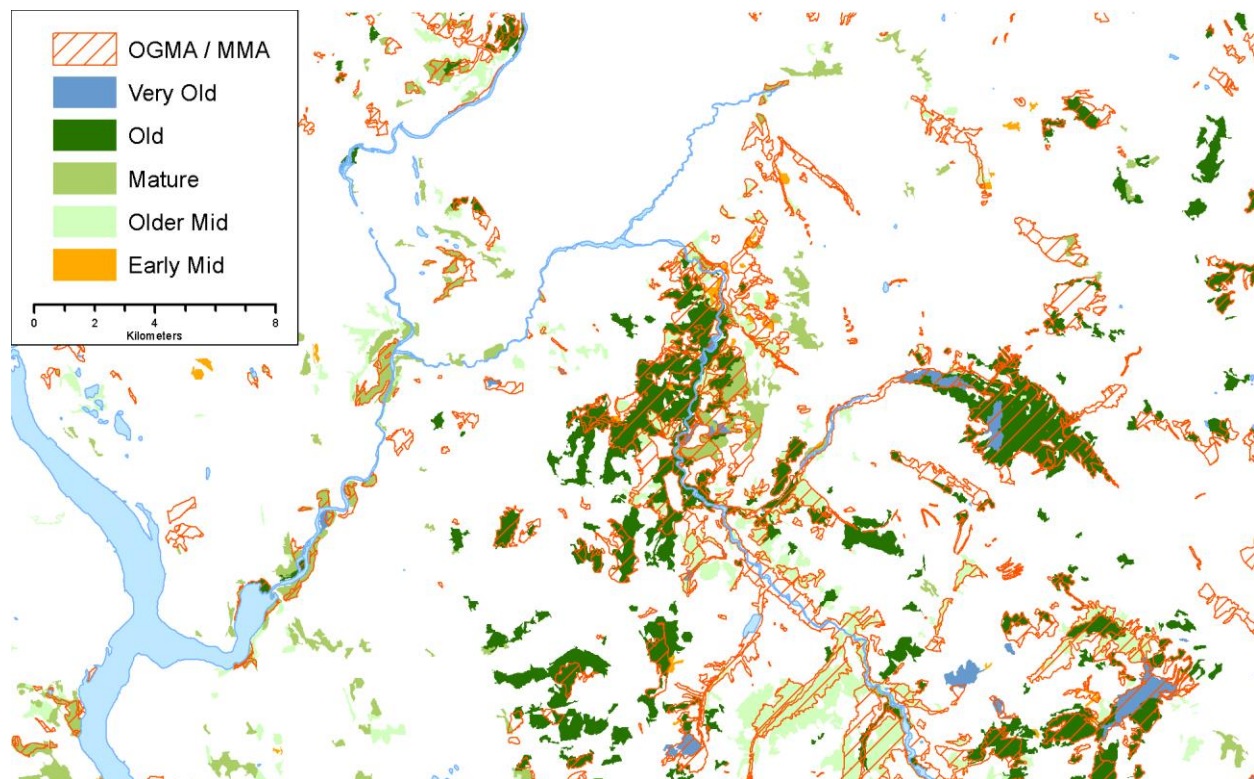 OGMA / MMA
Very Old
Old
Mature
Older Mid
Early Mid
0 2 4 8
Kilometers